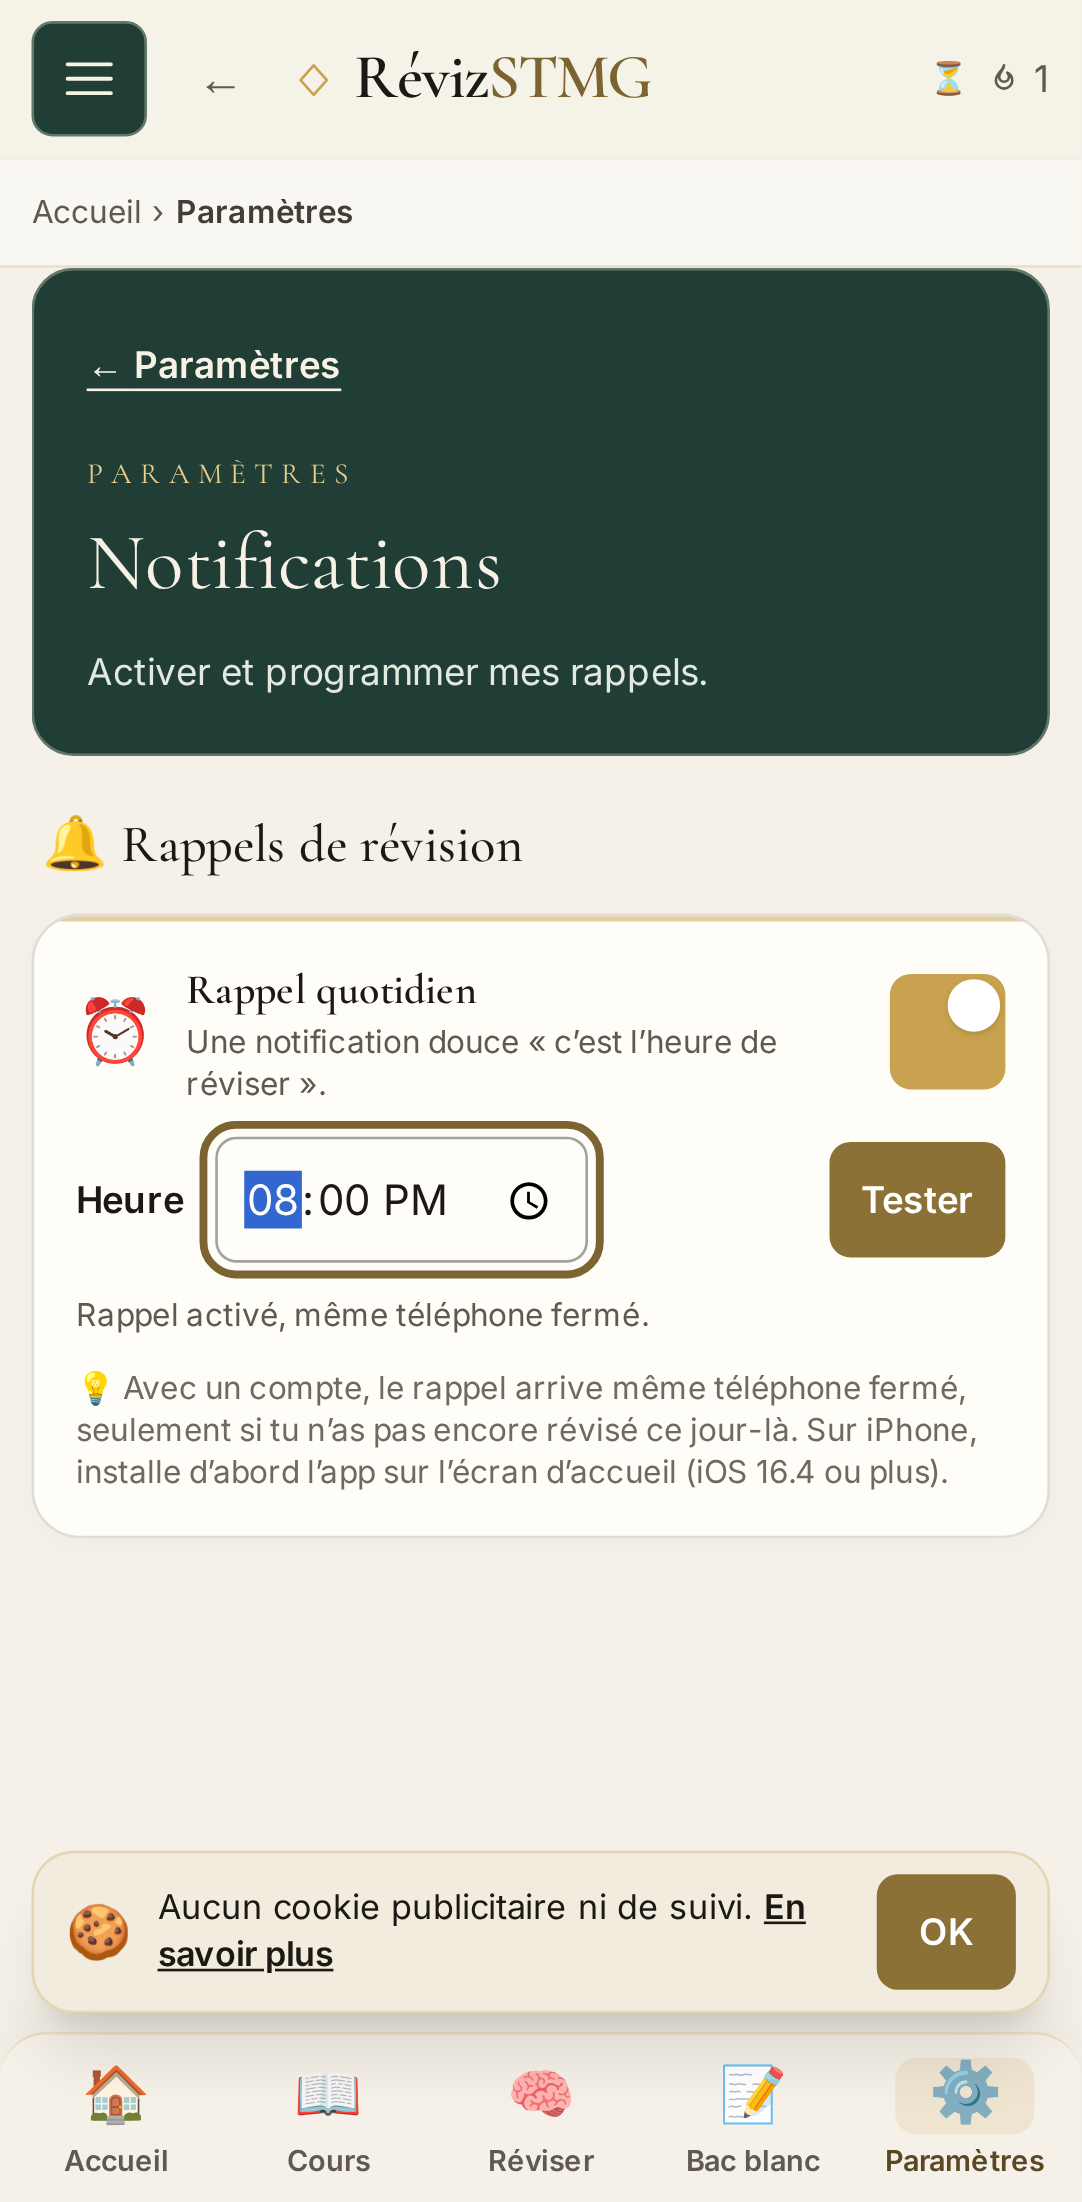 RévizSTMG
1
Accueil › Paramètres
← Paramètres
PARAMÈTRES
Notifications
Activer et programmer mes rappels.
Rappels de révision
Rappel quotidien
Une notification douce « c’est l’heure de
réviser ».
Heure
08:00 PM
Tester
Rappel activé, même téléphone fermé.
Avec un compte, le rappel arrive même téléphone fermé,
seulement si tu n’as pas encore révisé ce jour-là. Sur iPhone,
installe d’abord l’app sur l’écran d’accueil (iOS 16.4 ou plus).
Aucun cookie publicitaire ni de suivi. En
savoir plus
OK
Accueil
Cours
Réviser
Bac blanc
Paramètres